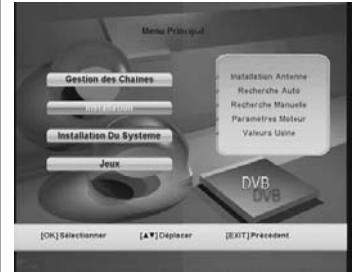 Menu Principal
Gestion des Chaines
Installation
Installation Du Systeme
Jeux
Installation Antenne
Recherche Auto
Recherche Manuelle
Parametres Moteur
Valeurs Usine
DVB
DVB
[OK] Sélectionner [▲▼] Déplacer [EXIT] Précédent